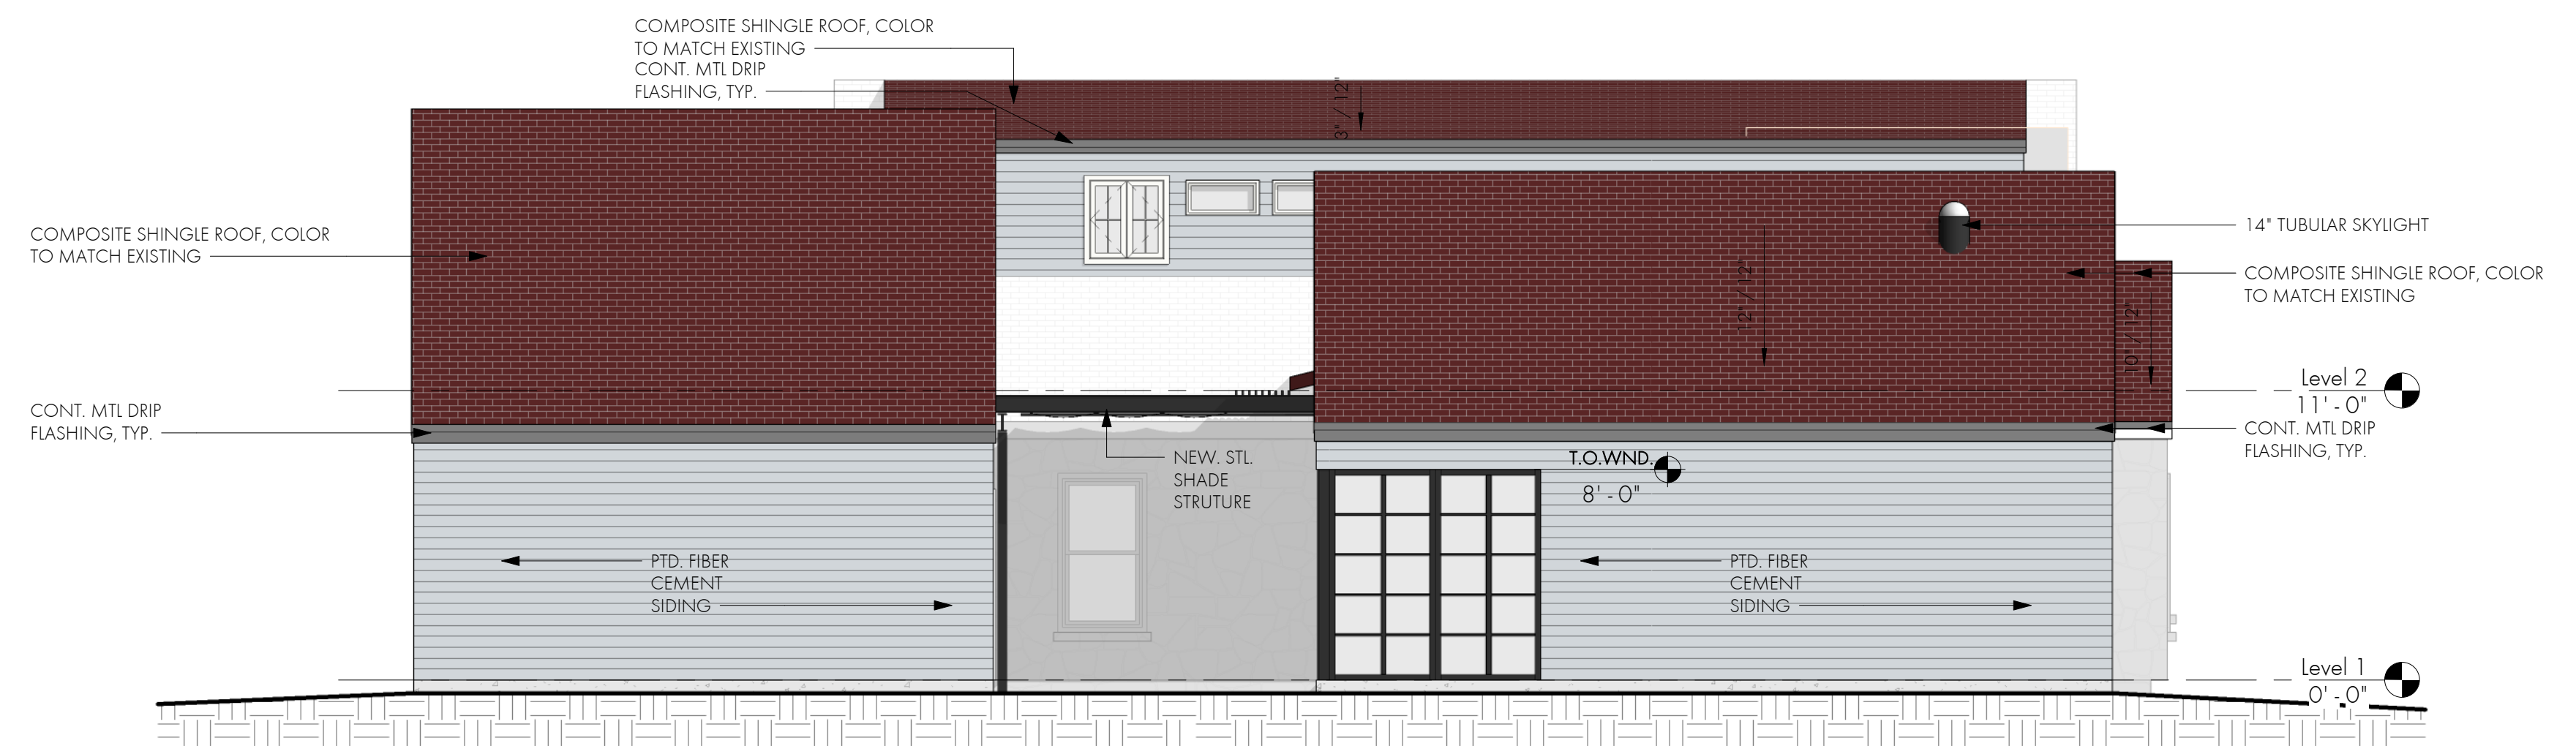 COMPOSITE SHINGLE ROOF, COLOR
TO MATCH EXISTING
CONT. MTL DRIP
FLASHING, TYP.
3" / 12"
COMPOSITE SHINGLE ROOF, COLOR
TO MATCH EXISTING
14" TUBULAR SKYLIGHT
COMPOSITE SHINGLE ROOF, COLOR
TO MATCH EXISTING
12" / 12"
10" / 12"
Level 2
11' - 0"
CONT. MTL DRIP
FLASHING, TYP.
CONT. MTL DRIP
FLASHING, TYP.
NEW. STL.
SHADE
STRUTURE
T.O.WND.
8' - 0"
PTD. FIBER
CEMENT
SIDING
PTD. FIBER
CEMENT
SIDING
Level 1
0' - 0"